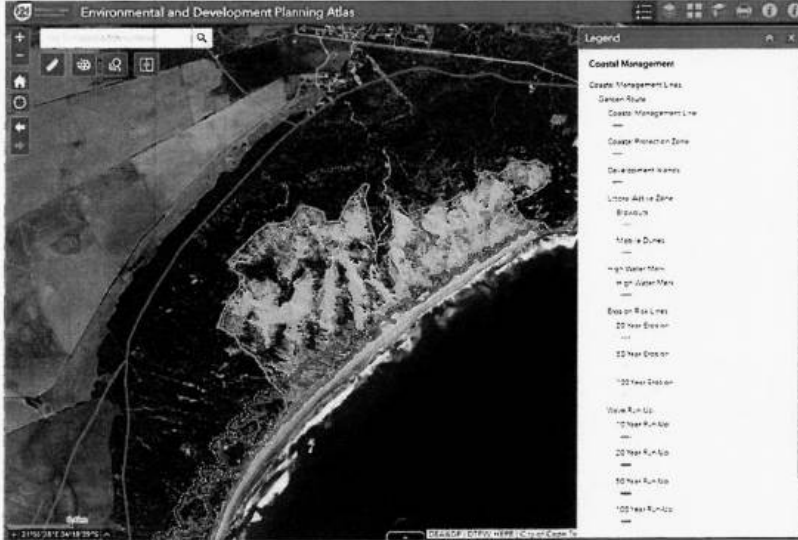 Environmental and Development Planning Atlas
Legend
Coastal Management
Coastal Management Lines
Garden Route
Coastal Management Line
Coastal Protection Zone
Development Islands
Littoral Active Zone
Blowouts
Mobile Dunes
High Water Mark
High Water Mark
Erosion Risk Lines
20 Year Erosion
50 Year Erosion
100 Year Erosion
Wave Run-Up
10 Year Run-Up
20 Year Run-Up
50 Year Run-Up
100 Year Run-Up